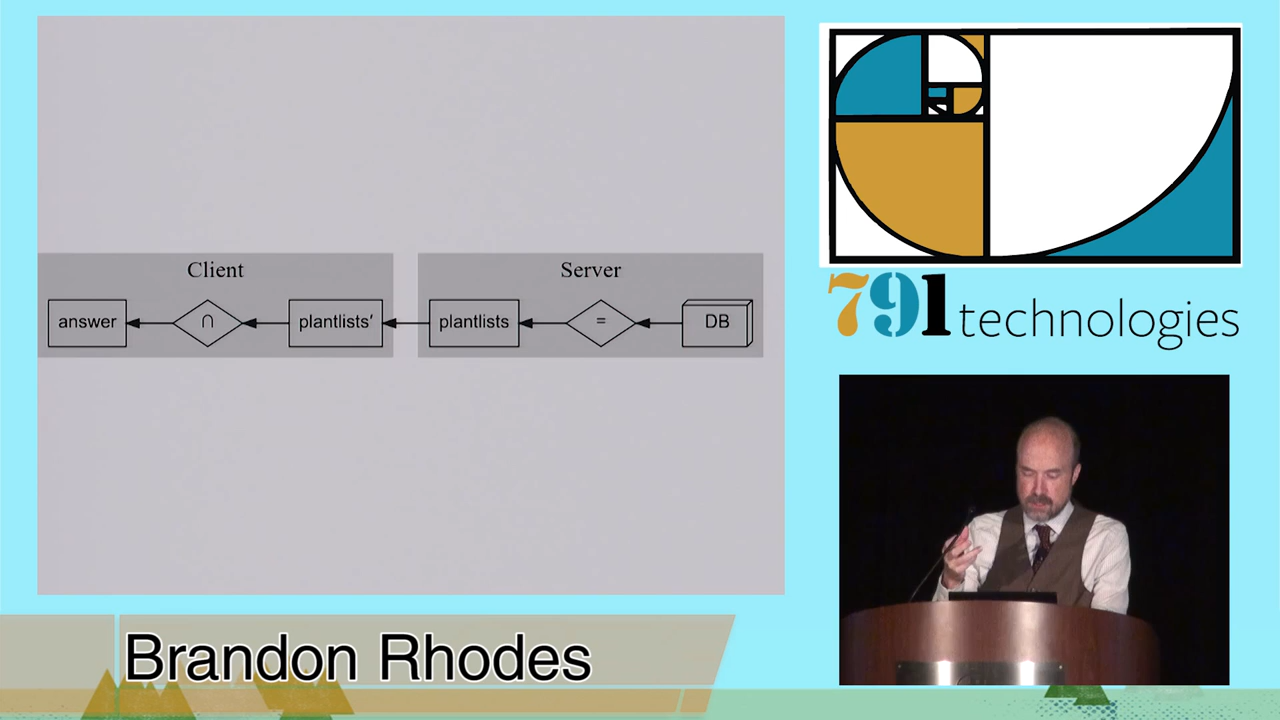 Client
Server
answer
∩
plantlists′
plantlists
=
DB
791 technologies
Brandon Rhodes